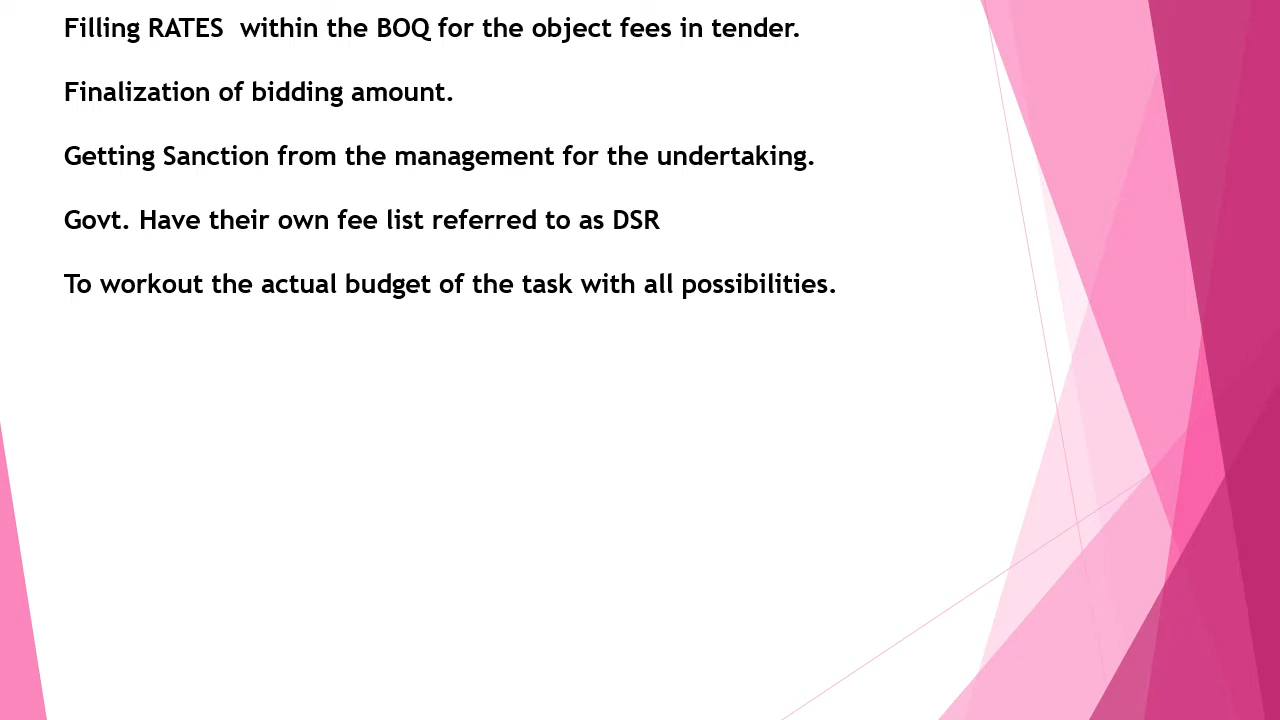 Filling RATES  within the BOQ for the object fees in tender.
Finalization of bidding amount.
Getting Sanction from the management for the undertaking.
Govt. Have their own fee list referred to as DSR
To workout the actual budget of the task with all possibilities.